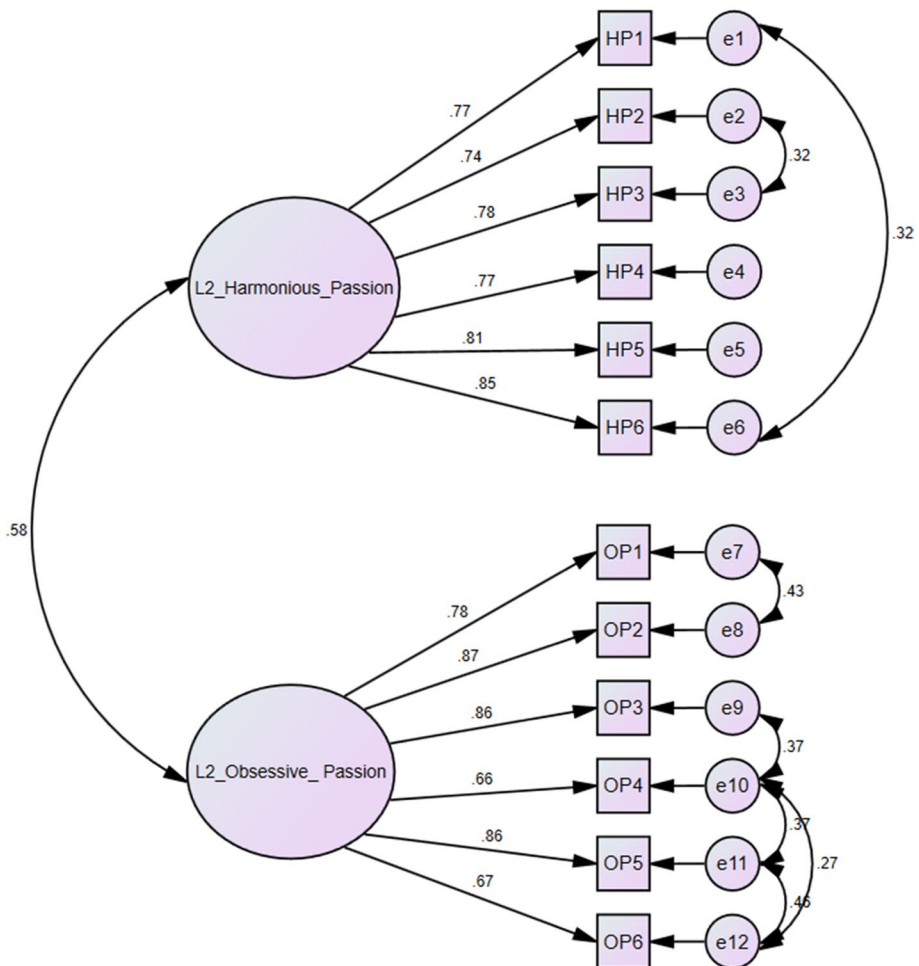 HP1 e1
.77
HP2 e2
.74
.32
HP3 e3
.78
.32
HP4 e4
.77
L2_Harmonious_Passion
HP5 e5
.81
.85
HP6 e6
.58
OP1 e7
.43
.78
OP2 e8
.87
OP3 e9
.86
.37
L2_Obsessive_ Passion
OP4 e10
.66
.37
.86
OP5 e11
.27
.67
.46
OP6 e12